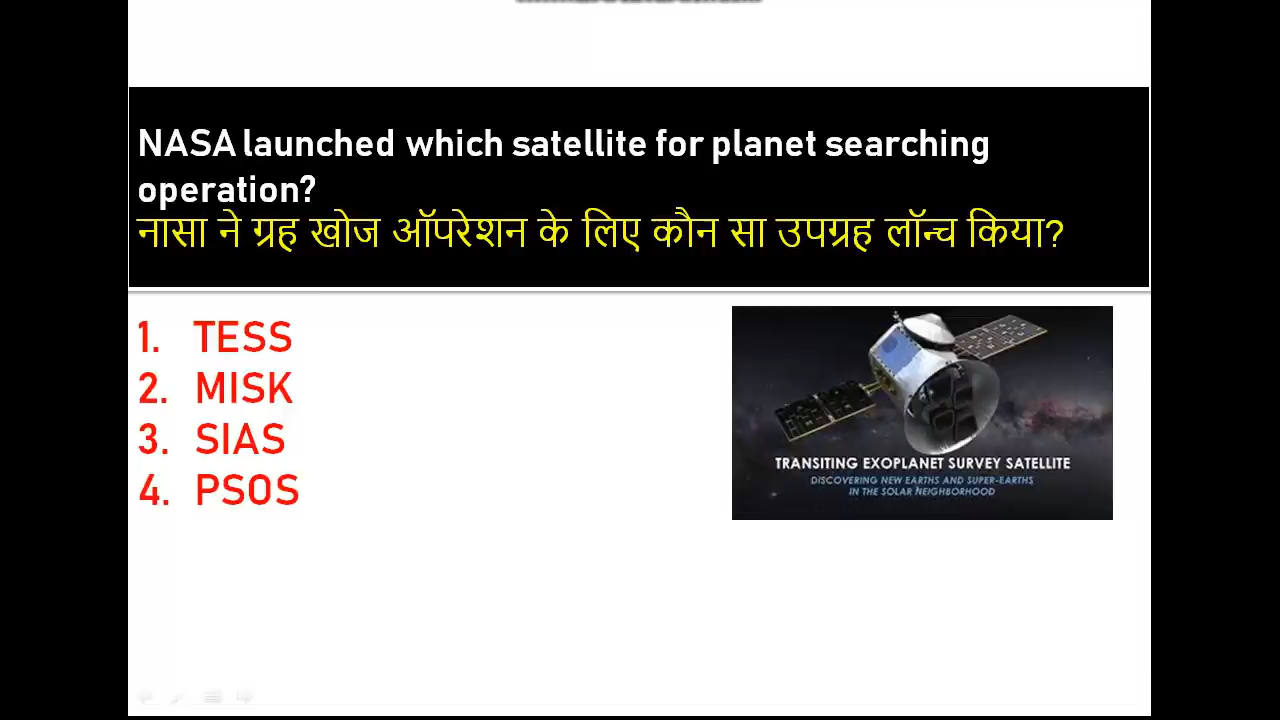 NASA launched which satellite for planet searching
operation?
नासा ने ग्रह खोज ऑपरेशन के लिए कौन सा उपग्रह लॉन्च किया?
1. TESS
2. MISK
3. SIAS
4. PSOS
TRANSITING EXOPLANET SURVEY SATELLITE
DISCOVERING NEW EARTHS AND SUPER-EARTHS
IN THE SOLAR NEIGHBORHOOD